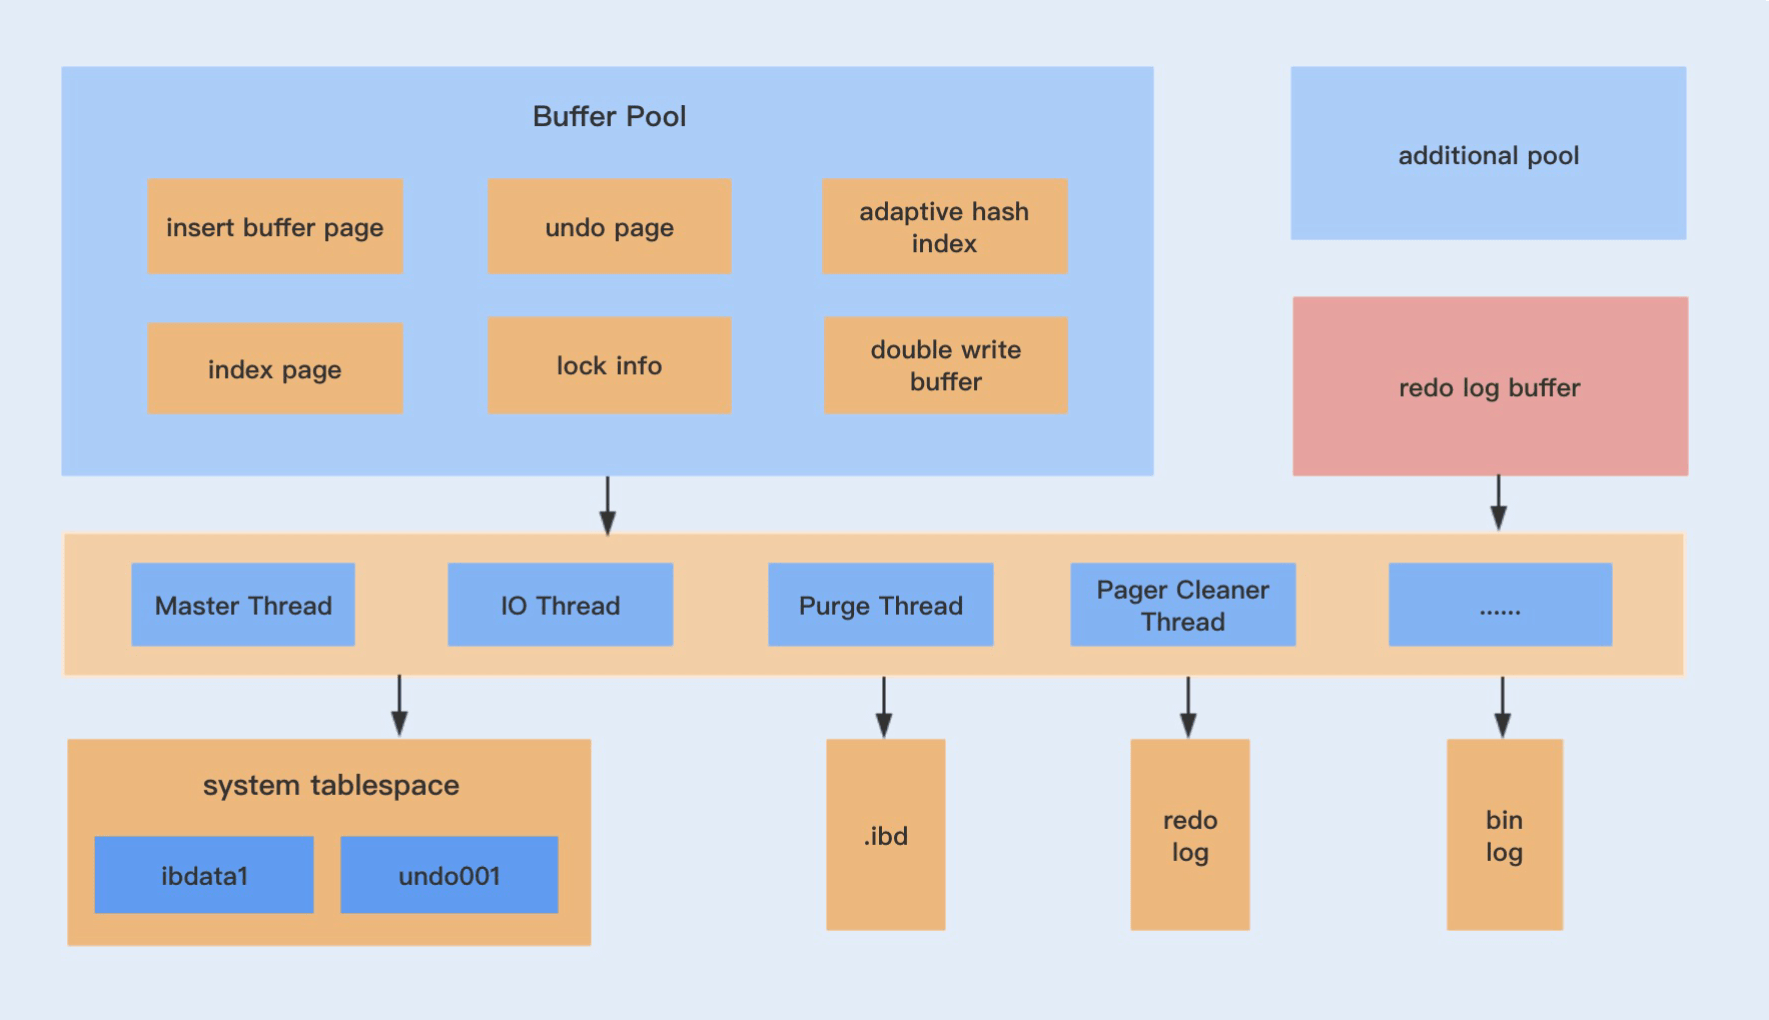 Buffer Pool
additional pool
insert buffer page
undo page
adaptive hash
index
index page
lock info
double write
buffer
redo log buffer
Master Thread
IO Thread
Purge Thread
Pager Cleaner
Thread
......
system tablespace
ibdata1
undo001
.ibd
redo
log
bin
log